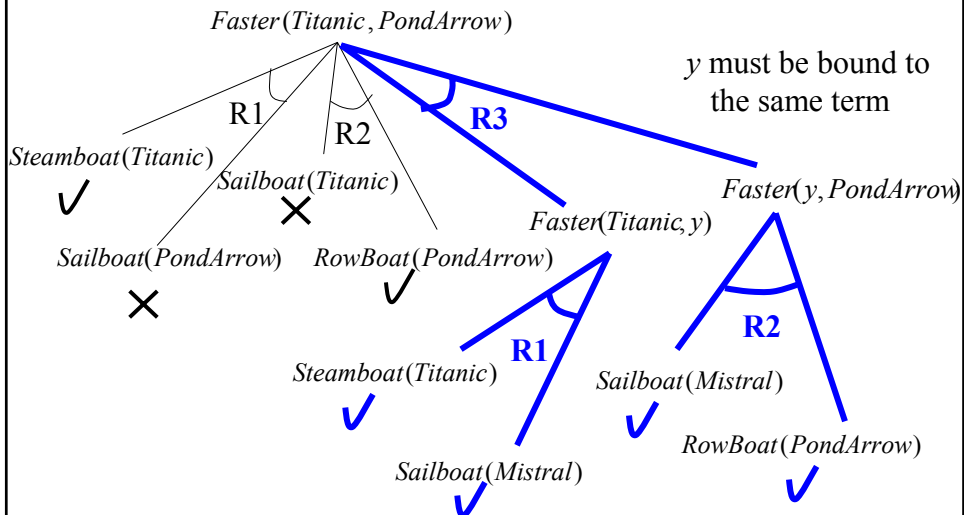 Faster(Titanic, PondArrow)
y must be bound to
the same term
R1
R2
R3
Steamboat(Titanic)
Sailboat(Titanic)
Faster(y, PondArrow)
Faster(Titanic, y)
Sailboat(PondArrow)
RowBoat(PondArrow)
R1
R2
Steamboat(Titanic)
Sailboat(Mistral)
RowBoat(PondArrow)
Sailboat(Mistral)